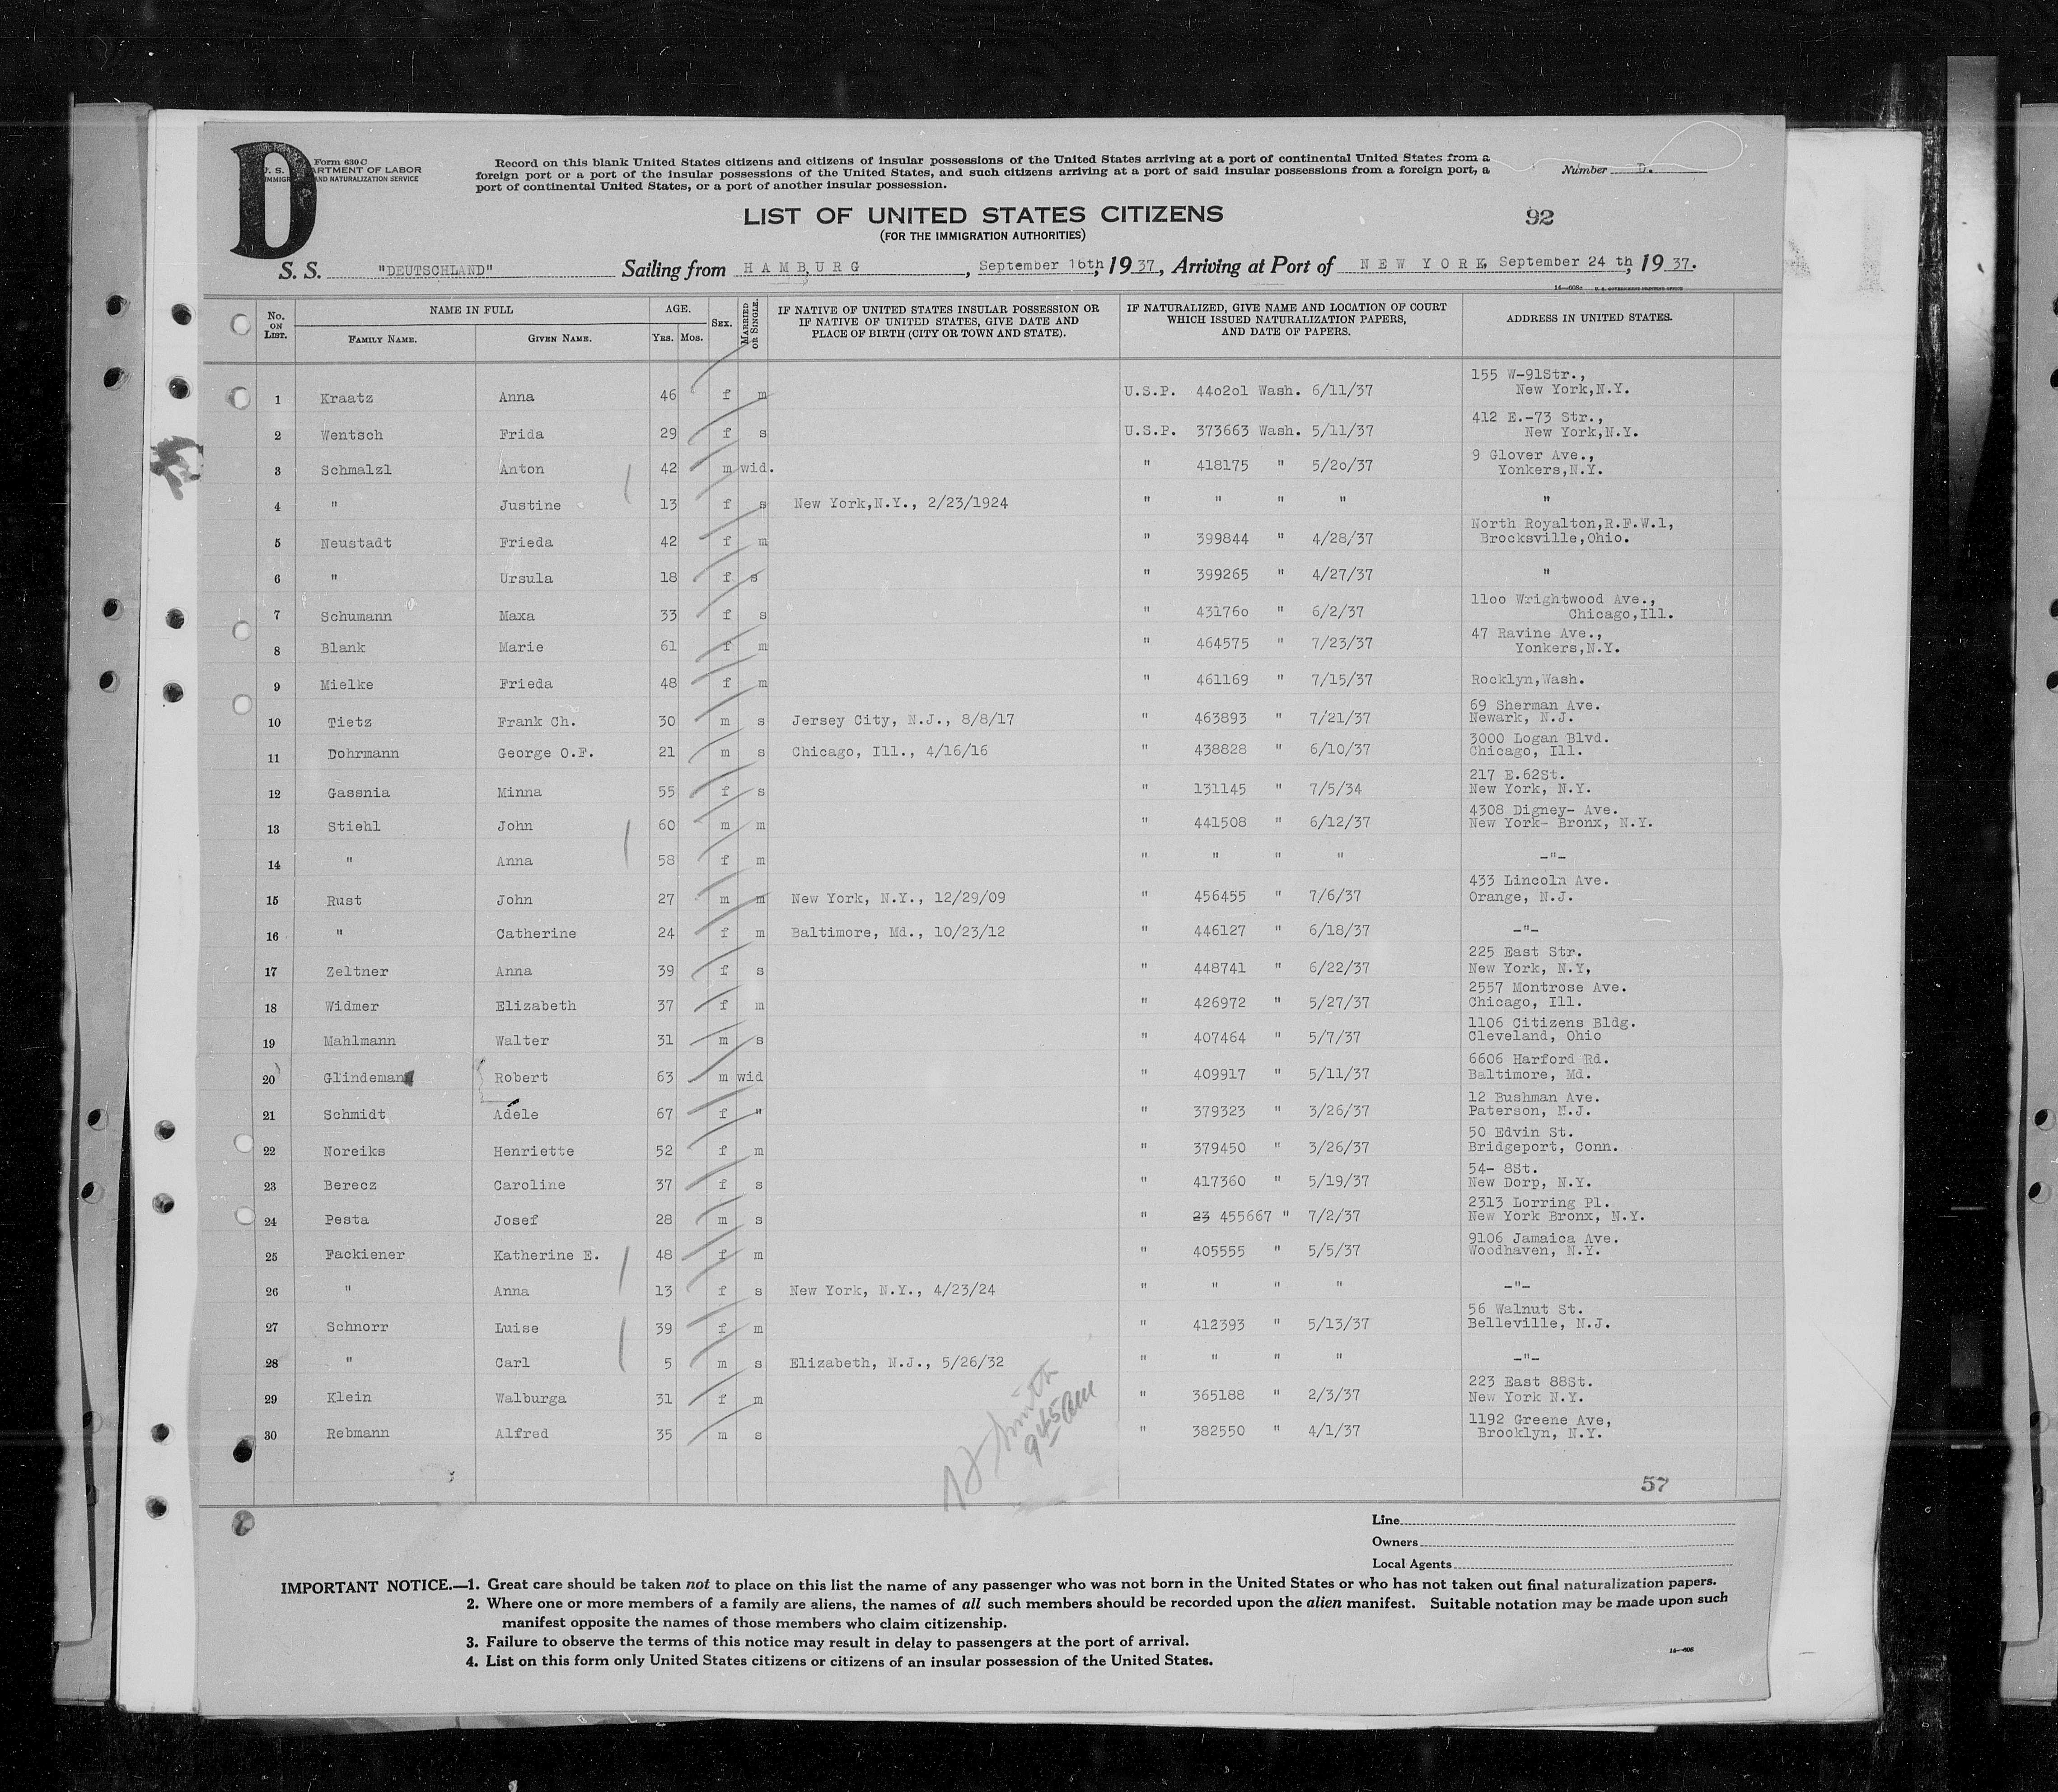 D
Form 630 C
U. S. DEPARTMENT OF LABOR
IMMIGRATION AND NATURALIZATION SERVICE
Record on this blank United States citizens and citizens of insular possessions of the United States arriving at a port of continental United States from a
foreign port or a port of the insular possessions of the United States, and such citizens arriving at a port of said insular possessions from a foreign port, a
port of continental United States, or a port of another insular possession.
Number D.
LIST OF UNITED STATES CITIZENS
92
(FOR THE IMMIGRATION AUTHORITIES)
S. S. "DEUTSCHLAND" Sailing from HAMBURG, September 16th, 1937, Arriving at Port of NEW YORK September 24 th, 1937.
No. ON LIST. NAME IN FULL FAMILY NAME. GIVEN NAME. AGE. YRS. MOS. SEX. MARRIED OR SINGLE. IF NATIVE OF UNITED STATES INSULAR POSSESSION OR IF NATIVE OF UNITED STATES, GIVE DATE AND PLACE OF BIRTH (CITY OR TOWN AND STATE). IF NATURALIZED, GIVE NAME AND LOCATION OF COURT WHICH ISSUED NATURALIZATION PAPERS, AND DATE OF PAPERS. ADDRESS IN UNITED STATES.
1 Kraatz Anna 46 f m U.S.P. 44o2o1 Wash. 6/11/37 155 W-91Str., New York,N.Y.
2 Wentsch Frida 29 f s U.S.P. 373663 Wash. 5/11/37 412 E.-73 Str., New York,N.Y.
3 Schmalzl Anton 42 m wid. " 418175 " 5/2o/37 9 Glover Ave., Yonkers,N.Y.
4 " Justine 13 f s New York,N.Y., 2/23/1924 " " " " "
5 Neustadt Frieda 42 f m " 399844 " 4/28/37 North Royalton,R.F.W.1, Brocksville,Ohio.
6 " Ursula 18 f s " 399265 " 4/27/37 "
7 Schumann Maxa 33 f s " 43176o " 6/2/37 11oo Wrightwood Ave., Chicago,Ill.
8 Blank Marie 61 f m " 464575 " 7/23/37 47 Ravine Ave., Yonkers,N.Y.
9 Mielke Frieda 48 f m " 461169 " 7/15/37 Rocklyn,Wash.
10 Tietz Frank Ch. 30 m s Jersey City, N.J., 8/8/17 " 463893 " 7/21/37 69 Sherman Ave. Newark, N.J.
11 Dohrmann George O.F. 21 m s Chicago, Ill., 4/16/16 " 438828 " 6/10/37 3000 Logan Blvd. Chicago, Ill.
12 Gassnia Minna 55 f s " 131145 " 7/5/34 217 E.62St. New York, N.Y.
13 Stiehl John 60 m m " 441508 " 6/12/37 4308 Digney- Ave. New York- Bronx, N.Y.
14 " Anna 58 f m " " " " -"-
15 Rust John 27 m m New York, N.Y., 12/29/09 " 456455 " 7/6/37 433 Lincoln Ave. Orange, N.J.
16 " Catherine 24 f m Baltimore, Md., 10/23/12 " 446127 " 6/18/37 -"-
17 Zeltner Anna 39 f s " 448741 " 6/22/37 225 East Str. New York, N.Y,
18 Widmer Elizabeth 37 f m " 426972 " 5/27/37 2557 Montrose Ave. Chicago, Ill.
19 Mahlmann Walter 31 m s " 407464 " 5/7/37 1106 Citizens Bldg. Cleveland, Ohio
20 Glindemann Robert 63 m wid " 409917 " 5/11/37 6606 Harford Rd. Baltimore, Md.
21 Schmidt Adele 67 f " " 379323 " 3/26/37 12 Bushman Ave. Paterson, N.J.
22 Noreiks Henriette 52 f m " 379450 " 3/26/37 50 Edvin St. Bridgeport, Conn.
23 Berecz Caroline 37 f s " 417360 " 5/19/37 54- 8St. New Dorp, N.Y.
24 Pesta Josef 28 m s " 23 455667 " 7/2/37 2313 Lorring Pl. New York Bronx, N.Y.
25 Fackiener Katherine E. 48 f m " 405555 " 5/5/37 9106 Jamaica Ave. Woodhaven, N.Y.
26 " Anna 13 f s New York, N.Y., 4/23/24 " " " " -"-
27 Schnorr Luise 39 f m " 412393 " 5/13/37 56 Walnut St. Belleville, N.J.
28 " Carl 5 m s Elizabeth, N.J., 5/26/32 " " " " -"-
29 Klein Walburga 31 f m " 365188 " 2/3/37 223 East 88St. New York N.Y.
30 Rebmann Alfred 35 m s " 382550 " 4/1/37 1192 Greene Ave, Brooklyn, N.Y.
Smith
9 45 am
57
Line
Owners
Local Agents
IMPORTANT NOTICE.—1. Great care should be taken not to place on this list the name of any passenger who was not born in the United States or who has not taken out final naturalization papers.
2. Where one or more members of a family are aliens, the names of all such members should be recorded upon the alien manifest. Suitable notation may be made upon such
manifest opposite the names of those members who claim citizenship.
3. Failure to observe the terms of this notice may result in delay to passengers at the port of arrival.
4. List on this form only United States citizens or citizens of an insular possession of the United States.